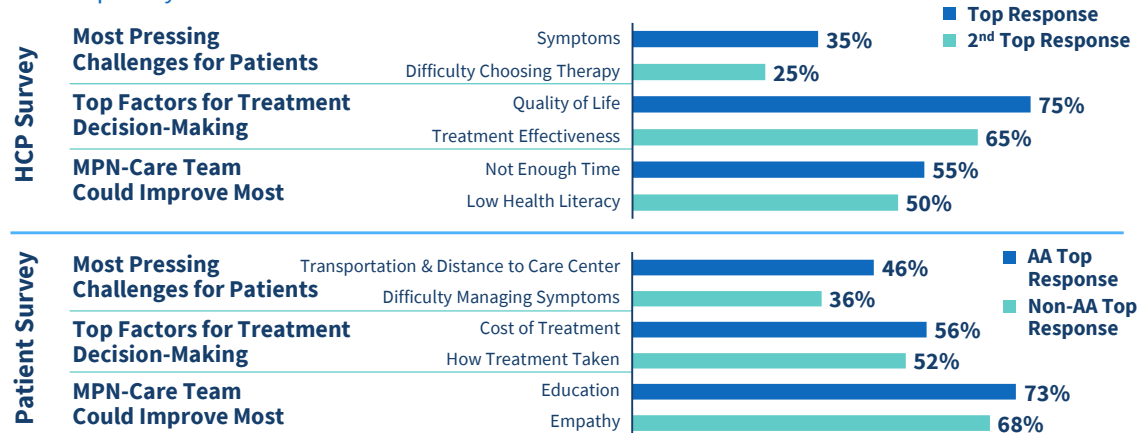 Top Response
2nd Top Response
HCP Survey
Most Pressing
Challenges for Patients
Symptoms
35%
Difficulty Choosing Therapy
25%
Top Factors for Treatment
Decision-Making
Quality of Life
75%
Treatment Effectiveness
65%
MPN-Care Team
Could Improve Most
Not Enough Time
55%
Low Health Literacy
50%
Patient Survey
AA Top
Response
Non-AA Top
Response
Most Pressing
Challenges for Patients
Transportation & Distance to Care Center
46%
Difficulty Managing Symptoms
36%
Top Factors for Treatment
Decision-Making
Cost of Treatment
56%
How Treatment Taken
52%
MPN-Care Team
Could Improve Most
Education
73%
Empathy
68%